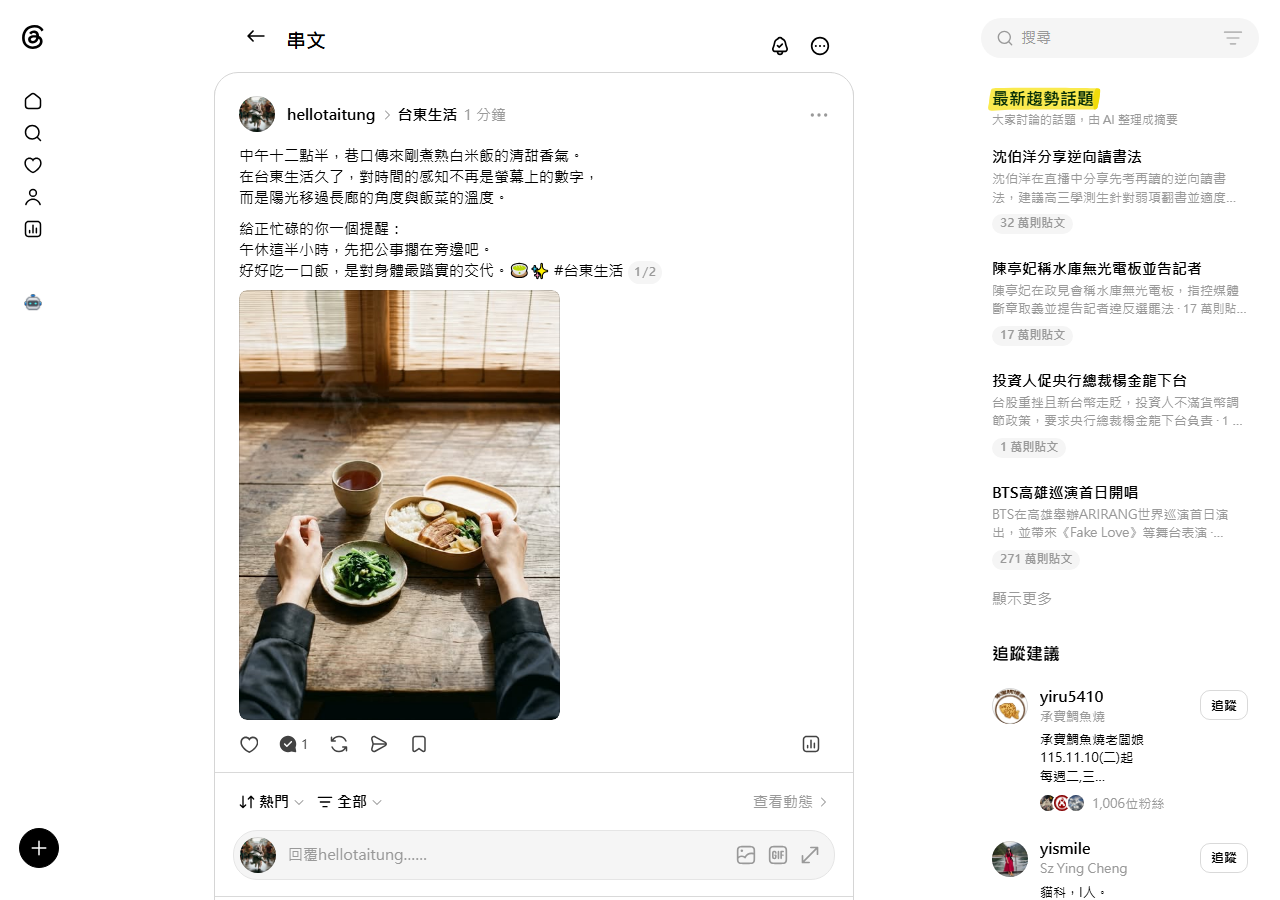 串文
搜尋
hellotaitung > 台東生活 1 分鐘
中午十二點半，巷口傳來剛煮熟白米飯的清甜香氣。
在台東生活久了，對時間的感知不再是螢幕上的數字，
而是陽光移過長廊的角度與飯菜的溫度。
給正忙碌的你一個提醒：
午休這半小時，先把公事擱在旁邊吧。
好好吃一口飯，是對身體最踏實的交代。🍵✨ #台東生活 1/2
1
熱門 全部 查看動態
回覆hellotaitung......
GIF
最新趨勢話題
大家討論的話題，由 AI 整理成摘要
沈伯洋分享逆向讀書法
沈伯洋在直播中分享先考再讀的逆向讀書
法，建議高三學測生針對弱項翻書並適度...
32 萬則貼文
陳亭妃稱水庫無光電板並告記者
陳亭妃在政見會稱水庫無光電板，指控媒體
斷章取義並提告記者違反選罷法 · 17 萬則貼...
17 萬則貼文
投資人促央行總裁楊金龍下台
台股重挫且新台幣走貶，投資人不滿貨幣調
節政策，要求央行總裁楊金龍下台負責 · 1 ...
1 萬則貼文
BTS高雄巡演首日開唱
BTS在高雄舉辦ARIRANG世界巡演首日演
出，並帶來《Fake Love》等舞台表演 ·...
271 萬則貼文
顯示更多
追蹤建議
yiru5410
追蹤
承寶鯛魚燒
承寶鯛魚燒老闆娘
115.11.10(二)起
每週二,三...
1,006位粉絲
yismile
追蹤
Sz Ying Cheng
貓科，I人。